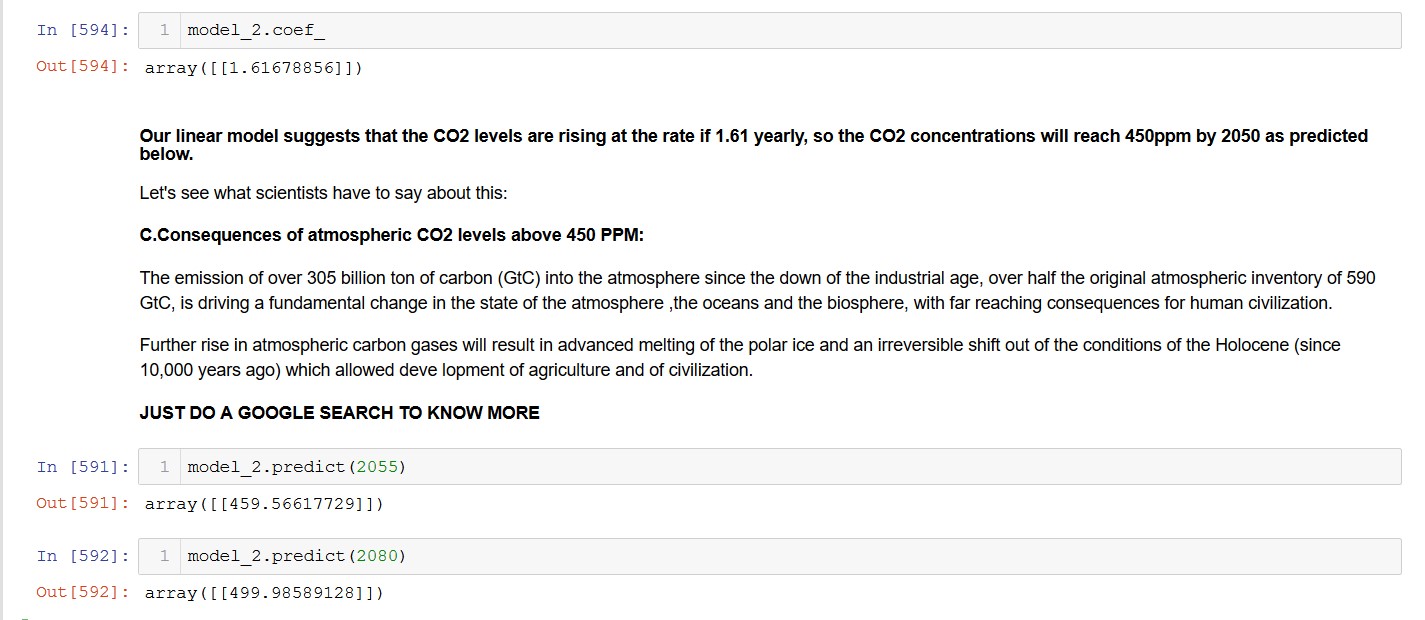 In [594]: 1 model_2.coef_
Out[594]: array([[1.61678856]])
Our linear model suggests that the CO2 levels are rising at the rate if 1.61 yearly, so the CO2 concentrations will reach 450ppm by 2050 as predicted
below.
Let's see what scientists have to say about this:
C.Consequences of atmospheric CO2 levels above 450 PPM:
The emission of over 305 billion ton of carbon (GtC) into the atmosphere since the down of the industrial age, over half the original atmospheric inventory of 590
GtC, is driving a fundamental change in the state of the atmosphere ,the oceans and the biosphere, with far reaching consequences for human civilization.
Further rise in atmospheric carbon gases will result in advanced melting of the polar ice and an irreversible shift out of the conditions of the Holocene (since
10,000 years ago) which allowed deve lopment of agriculture and of civilization.
JUST DO A GOOGLE SEARCH TO KNOW MORE
In [591]: 1 model_2.predict(2055)
Out[591]: array([[459.56617729]])
In [592]: 1 model_2.predict(2080)
Out[592]: array([[499.98589128]])